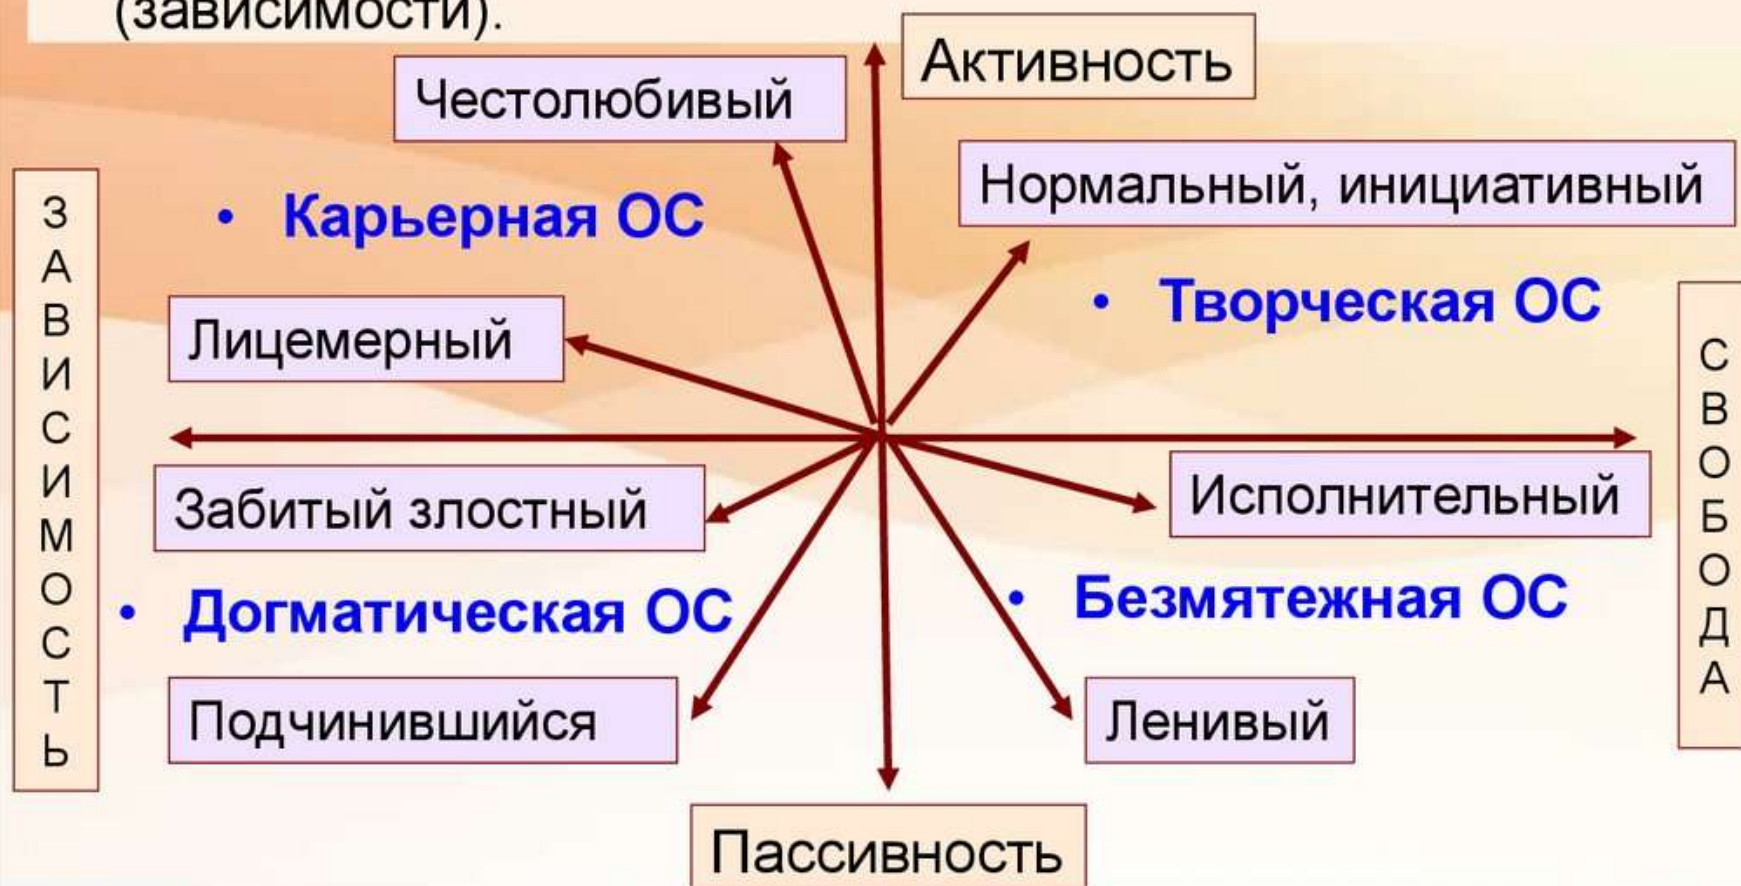 (зависимости).
Активность
Честолюбивый
Нормальный, инициативный
• Карьерная ОС
• Творческая ОС
Лицемерный
ЗАВИСИМОСТЬ
СВОБОДА
Забитый злостный
Исполнительный
• Догматическая ОС
• Безмятежная ОС
Подчинившийся
Ленивый
Пассивность